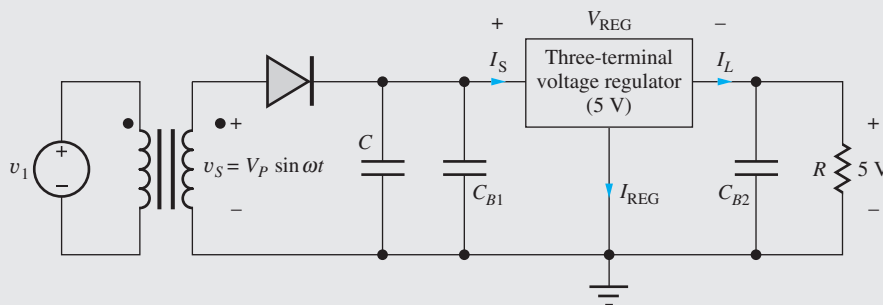 + V_REG −
I_S
Three-terminal
voltage regulator
(5 V)
I_L
v_1
+
−
+
v_S = V_P sin ωt
−
C
C_B1
I_REG
C_B2
R
+
5 V
−